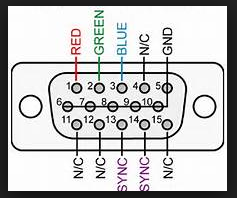 RED
GREEN
BLUE
N/C
GND
1 2 3 4 5
6 7 8 9 10
11 12 13 14 15
N/C
N/C
SYNC
SYNC
N/C